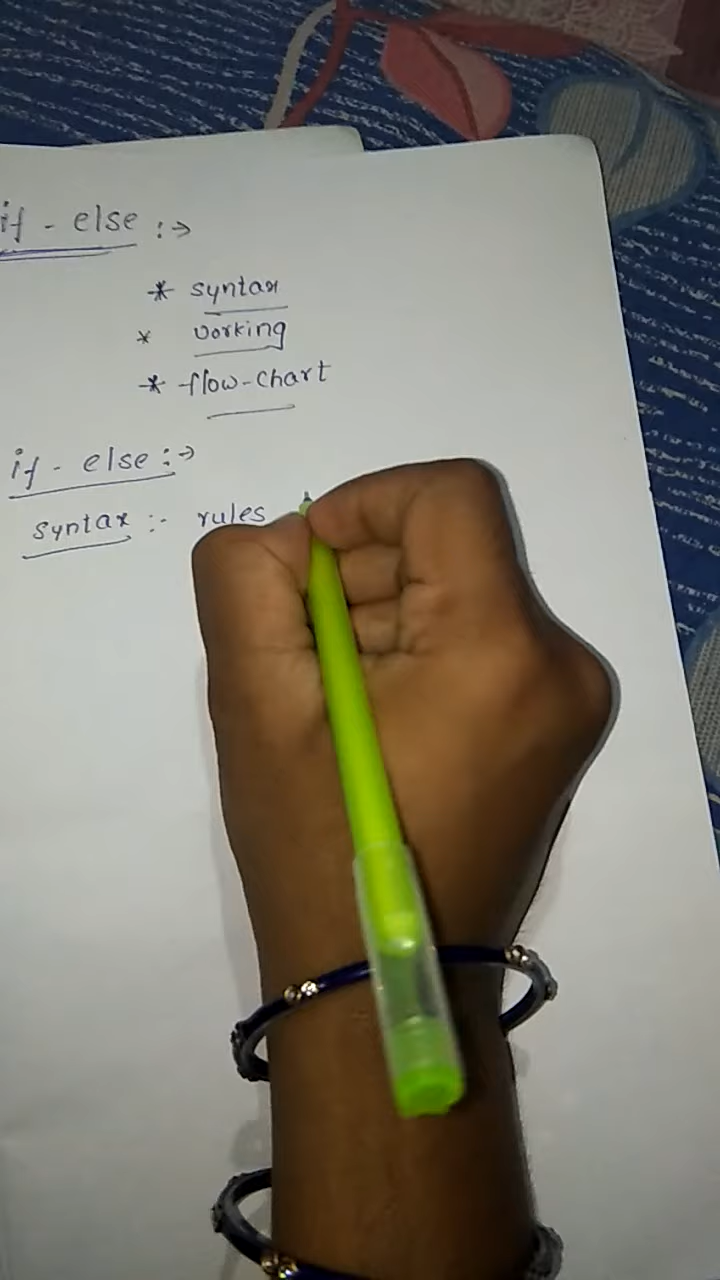 if - else :→
* syntax
* working
* flow-chart
if - else :→
syntax :- rules